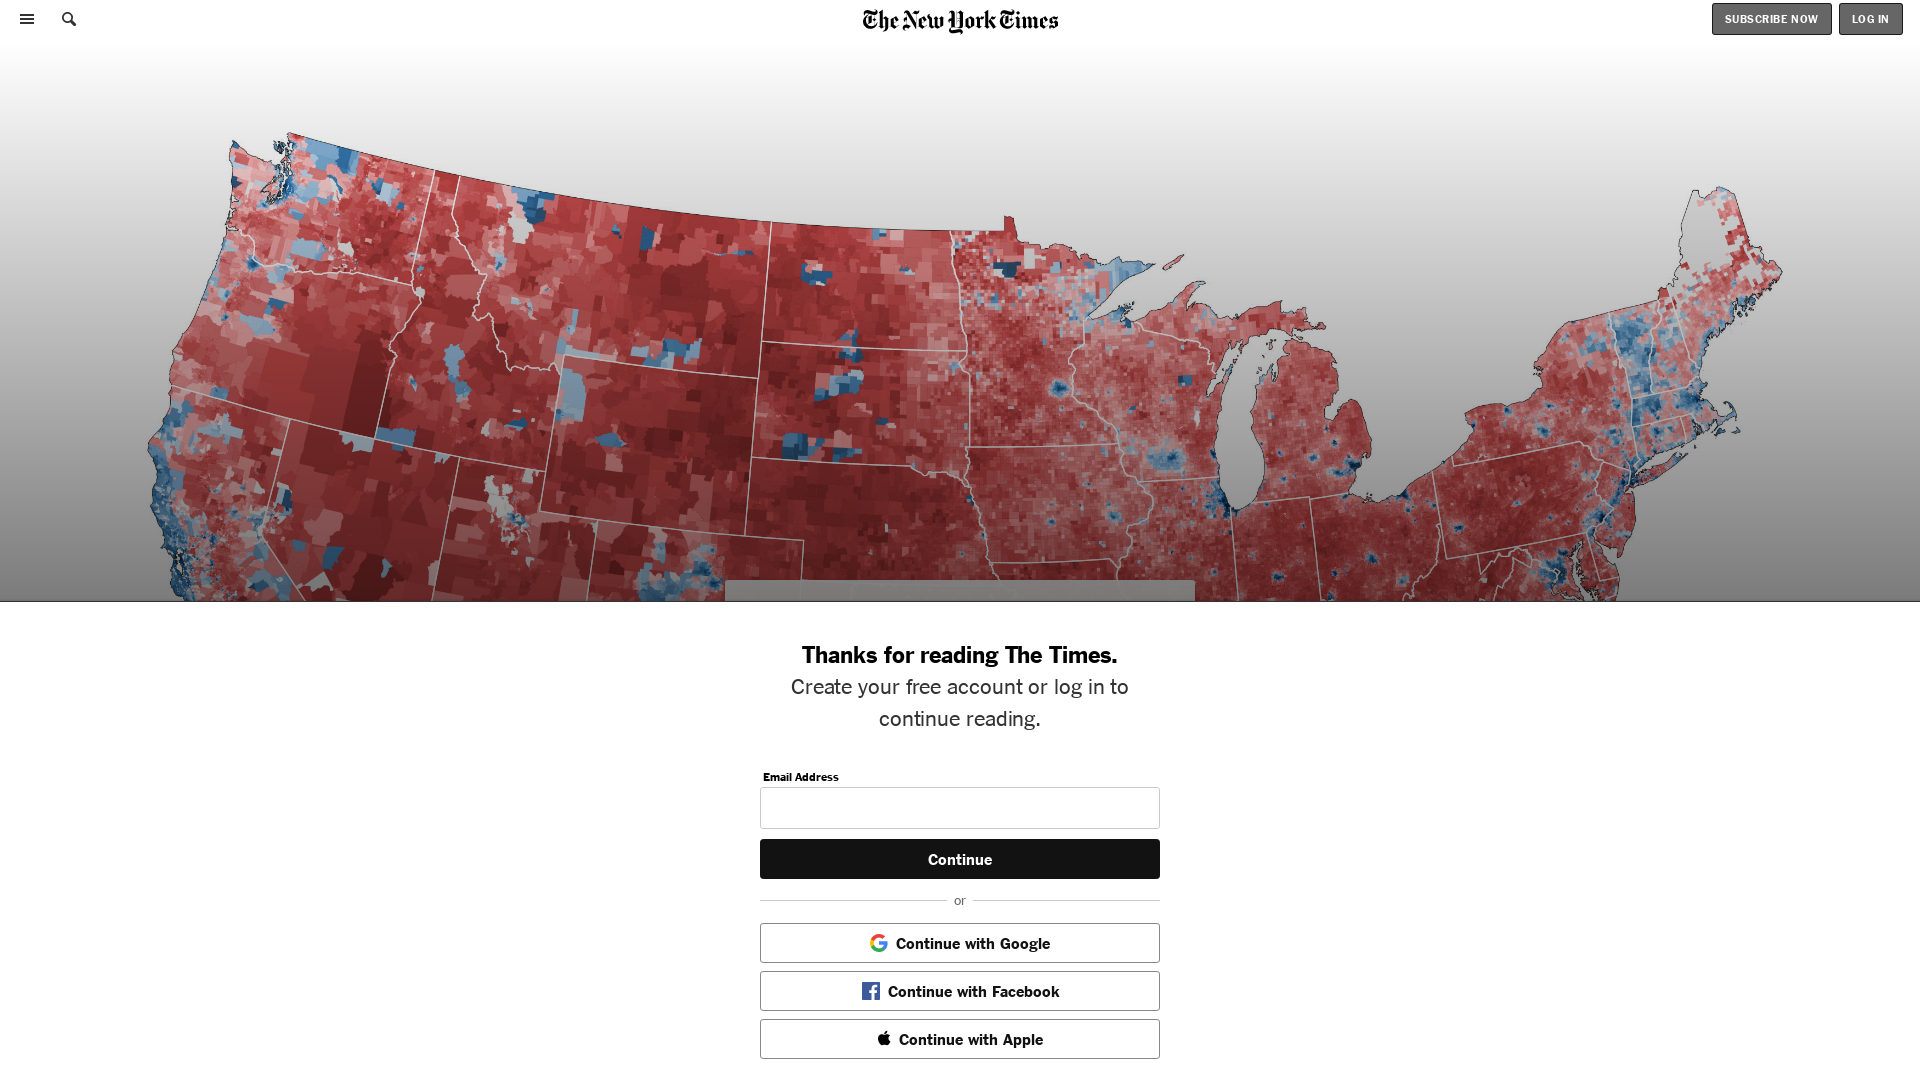 The New York Times
SUBSCRIBE NOW
LOG IN
Thanks for reading The Times.
Create your free account or log in to
continue reading.
Email Address
Continue
or
Continue with Google
Continue with Facebook
Continue with Apple